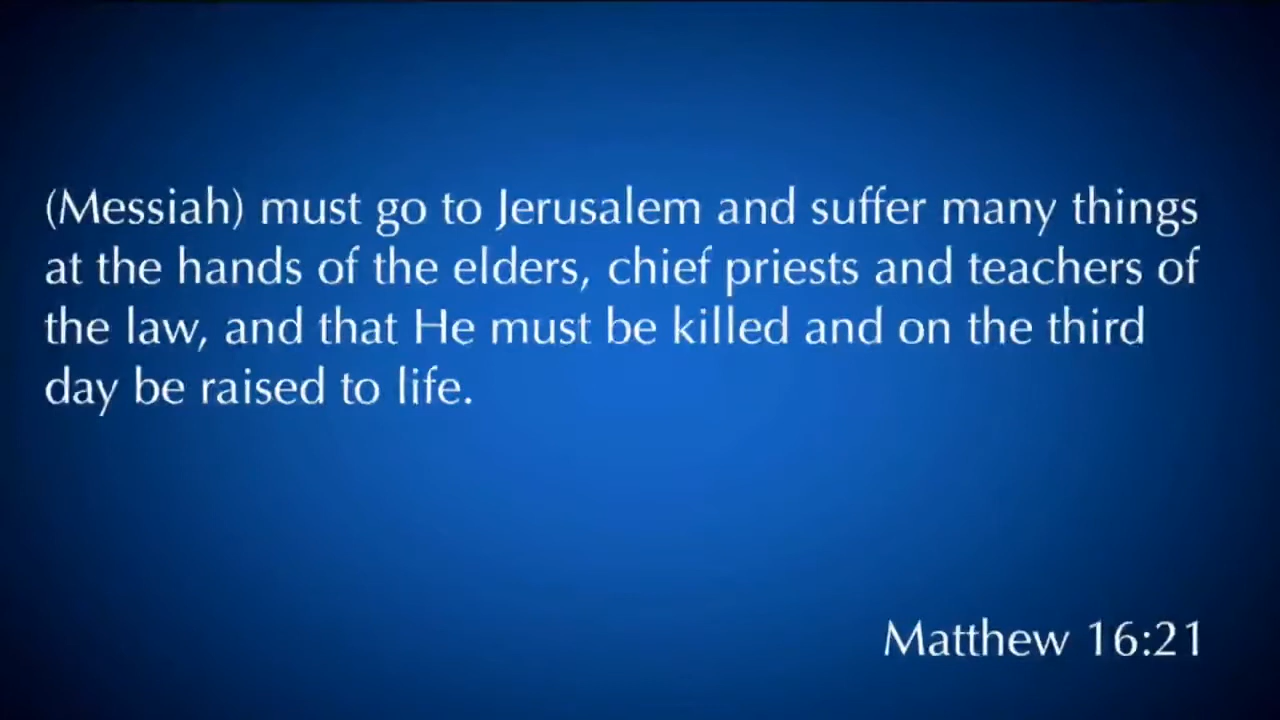 (Messiah) must go to Jerusalem and suffer many things
at the hands of the elders, chief priests and teachers of
the law, and that He must be killed and on the third
day be raised to life.
Matthew 16:21